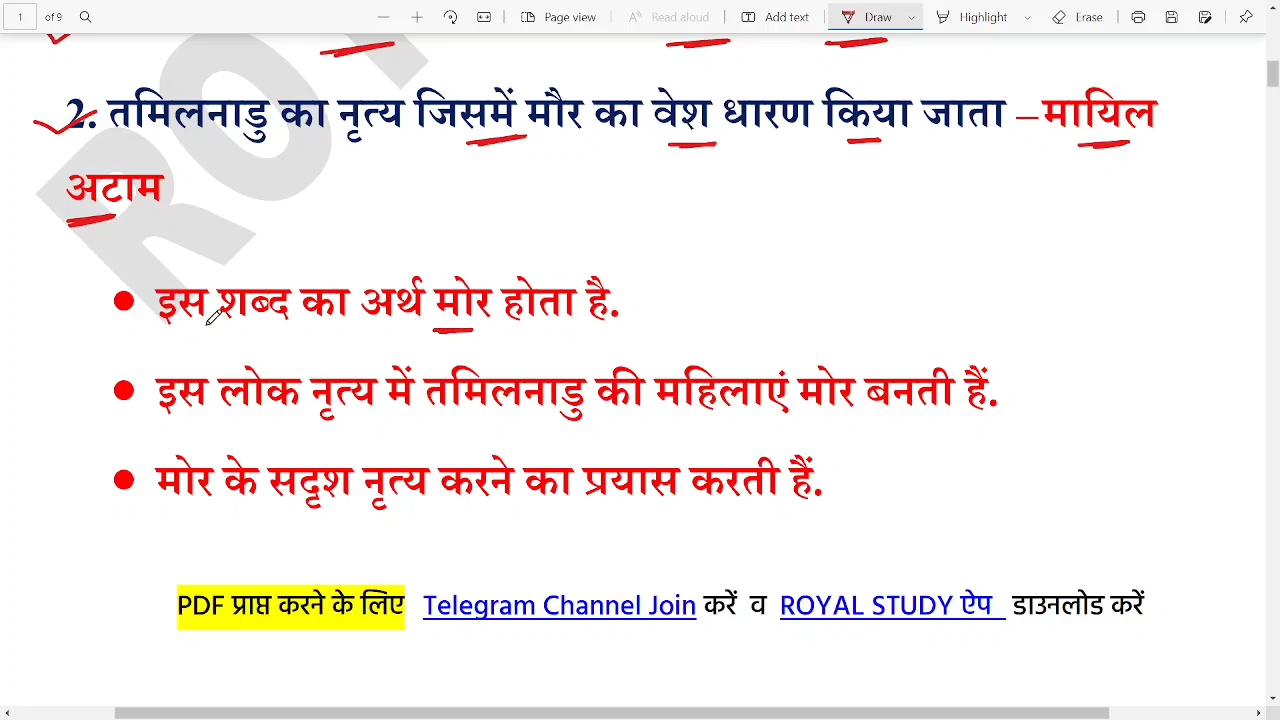 1 of 9 Page view Read aloud Add text Draw Highlight Erase
2. तमिलनाडु का नृत्य जिसमें मौर का वेश धारण किया जाता –मायिल
अटाम
● इस शब्द का अर्थ मोर होता है.
● इस लोक नृत्य में तमिलनाडु की महिलाएं मोर बनती हैं.
● मोर के सदृश नृत्य करने का प्रयास करती हैं.
PDF प्राप्त करने के लिए Telegram Channel Join करें व ROYAL STUDY ऐप डाउनलोड करें